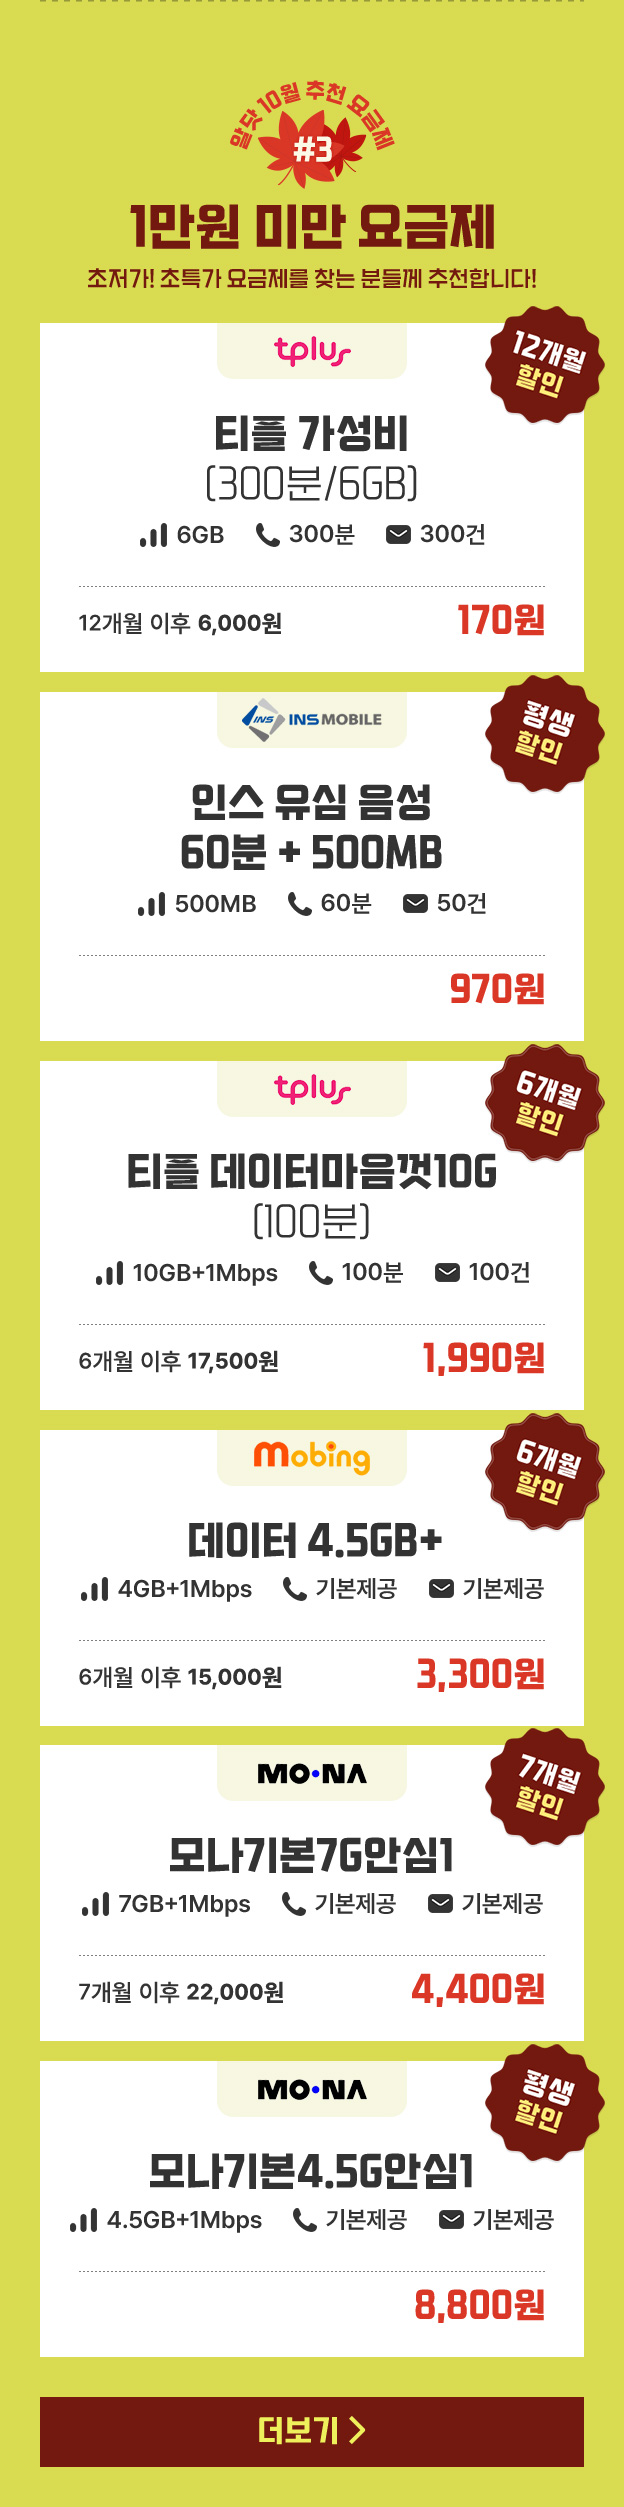 알닷 10월 추천 요금제
#3
1만원 미만 요금제
초저가! 초특가 요금제를 찾는 분들께 추천합니다!
tplus
12개월
할인
티플 가성비
(300분/6GB)
6GB 300분 300건
12개월 이후 6,000원 170원
INS INS MOBILE
평생
할인
인스 유심 음성
60분 + 500MB
500MB 60분 50건
970원
tplus
6개월
할인
티플 데이터마음껏10G
(100분)
10GB+1Mbps 100분 100건
6개월 이후 17,500원 1,990원
mobing
6개월
할인
데이터 4.5GB+
4GB+1Mbps 기본제공 기본제공
6개월 이후 15,000원 3,300원
MO·NA
7개월
할인
모나기본7G안심1
7GB+1Mbps 기본제공 기본제공
7개월 이후 22,000원 4,400원
MO·NA
평생
할인
모나기본4.5G안심1
4.5GB+1Mbps 기본제공 기본제공
8,800원
더보기 >